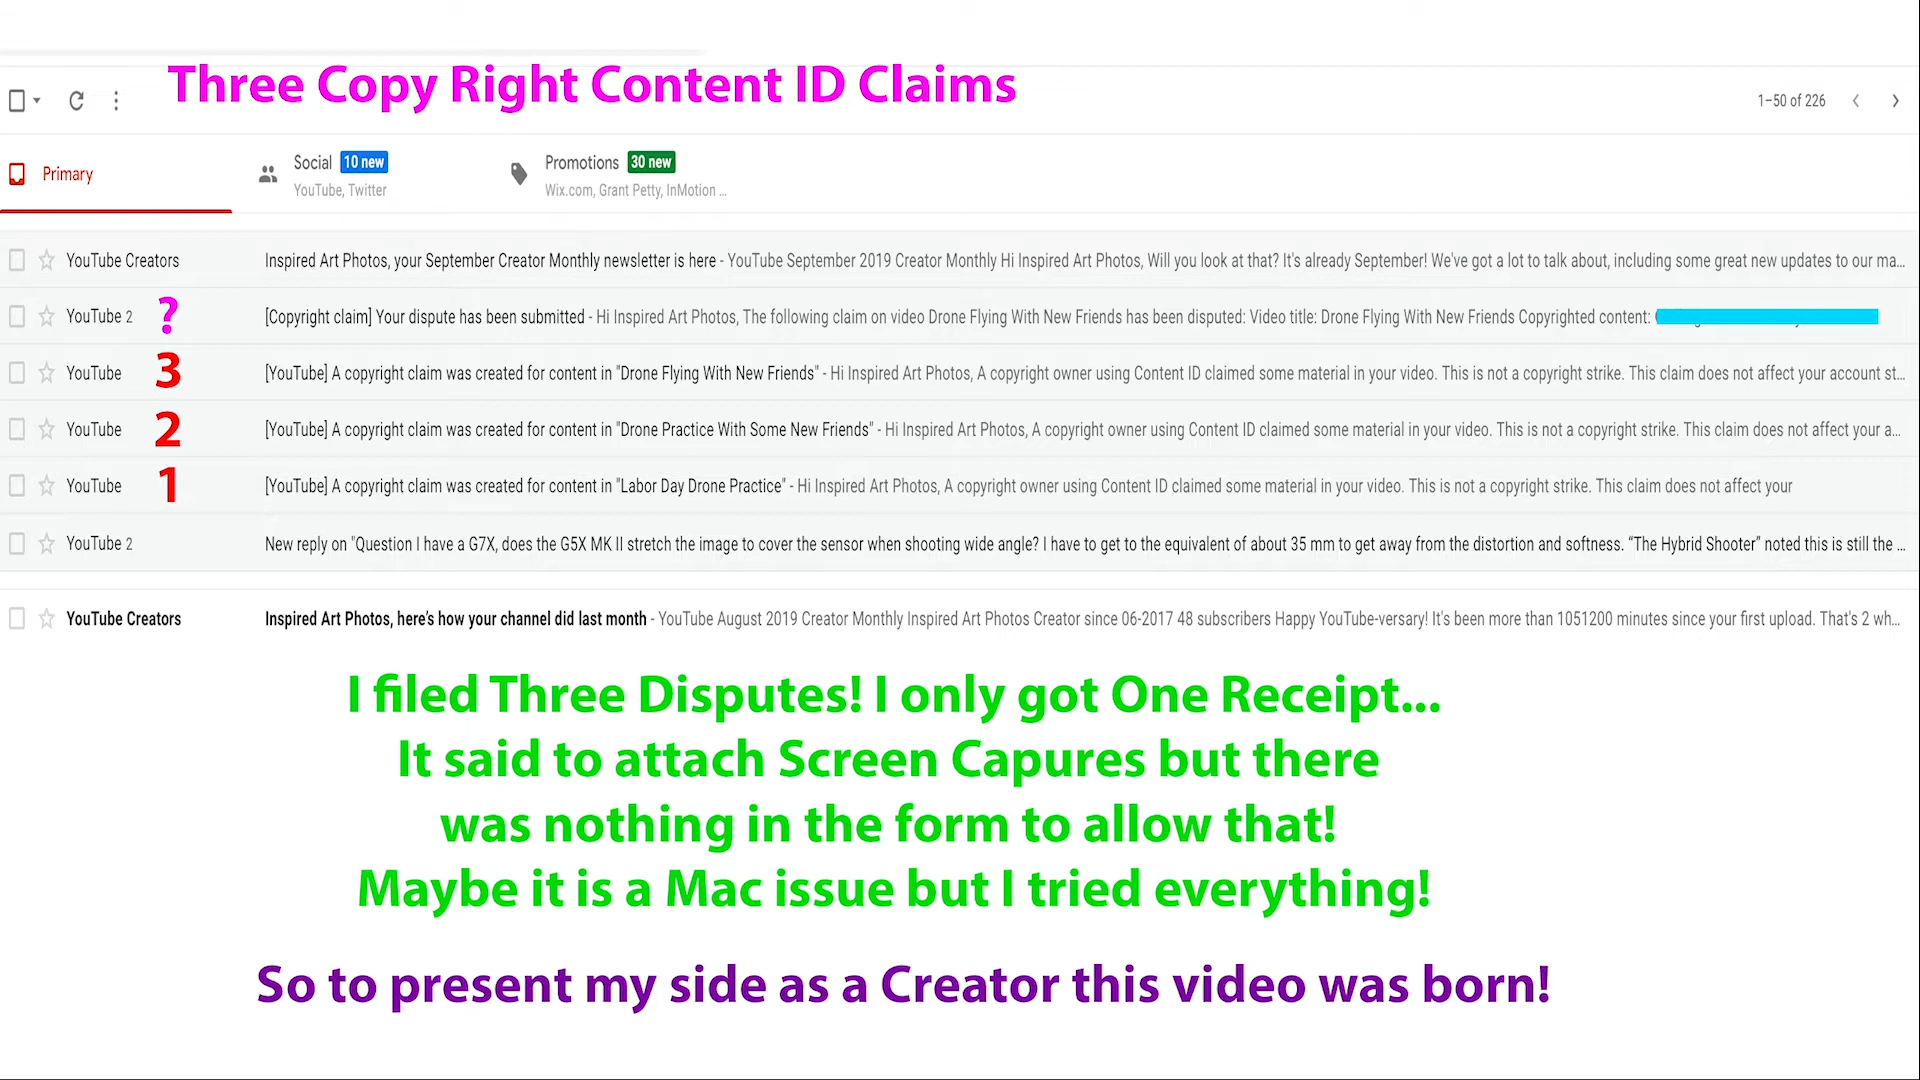 Three Copy Right Content ID Claims
1–50 of 226
Primary
Social 10 new
YouTube, Twitter
Promotions 30 new
Wix.com, Grant Petty, InMotion ...
YouTube Creators Inspired Art Photos, your September Creator Monthly newsletter is here - YouTube September 2019 Creator Monthly Hi Inspired Art Photos, Will you look at that? It's already September! We've got a lot to talk about, including some great new updates to our ma...
YouTube 2 ? [Copyright claim] Your dispute has been submitted - Hi Inspired Art Photos, The following claim on video Drone Flying With New Friends has been disputed: Video title: Drone Flying With New Friends Copyrighted content:
YouTube 3 [YouTube] A copyright claim was created for content in "Drone Flying With New Friends" - Hi Inspired Art Photos, A copyright owner using Content ID claimed some material in your video. This is not a copyright strike. This claim does not affect your account st...
YouTube 2 [YouTube] A copyright claim was created for content in "Drone Practice With Some New Friends" - Hi Inspired Art Photos, A copyright owner using Content ID claimed some material in your video. This is not a copyright strike. This claim does not affect your a...
YouTube 1 [YouTube] A copyright claim was created for content in "Labor Day Drone Practice" - Hi Inspired Art Photos, A copyright owner using Content ID claimed some material in your video. This is not a copyright strike. This claim does not affect your
YouTube 2 New reply on "Question I have a G7X, does the G5X MK II stretch the image to cover the sensor when shooting wide angle? I have to get to the equivalent of about 35 mm to get away from the distortion and softness. “The Hybrid Shooter” noted this is still the ...
YouTube Creators Inspired Art Photos, here's how your channel did last month - YouTube August 2019 Creator Monthly Inspired Art Photos Creator since 06-2017 48 subscribers Happy YouTube-versary! It's been more than 1051200 minutes since your first upload. That's 2 wh...
I filed Three Disputes! I only got One Receipt...
It said to attach Screen Capures but there
was nothing in the form to allow that!
Maybe it is a Mac issue but I tried everything!
So to present my side as a Creator this video was born!